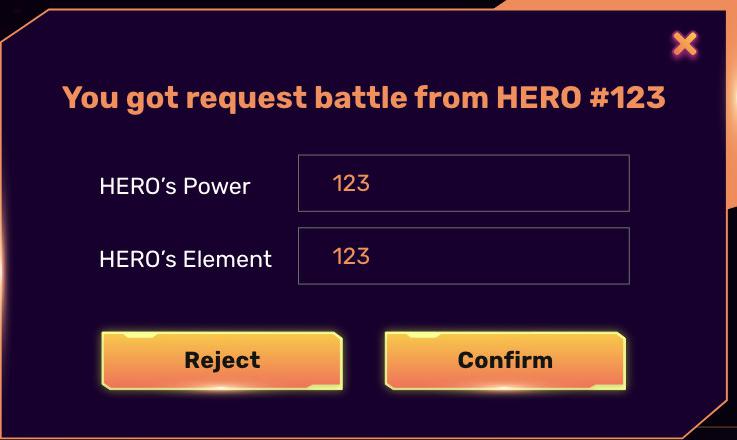 You got request battle from HERO #123
HERO’s Power
123
HERO’s Element
123
Reject
Confirm